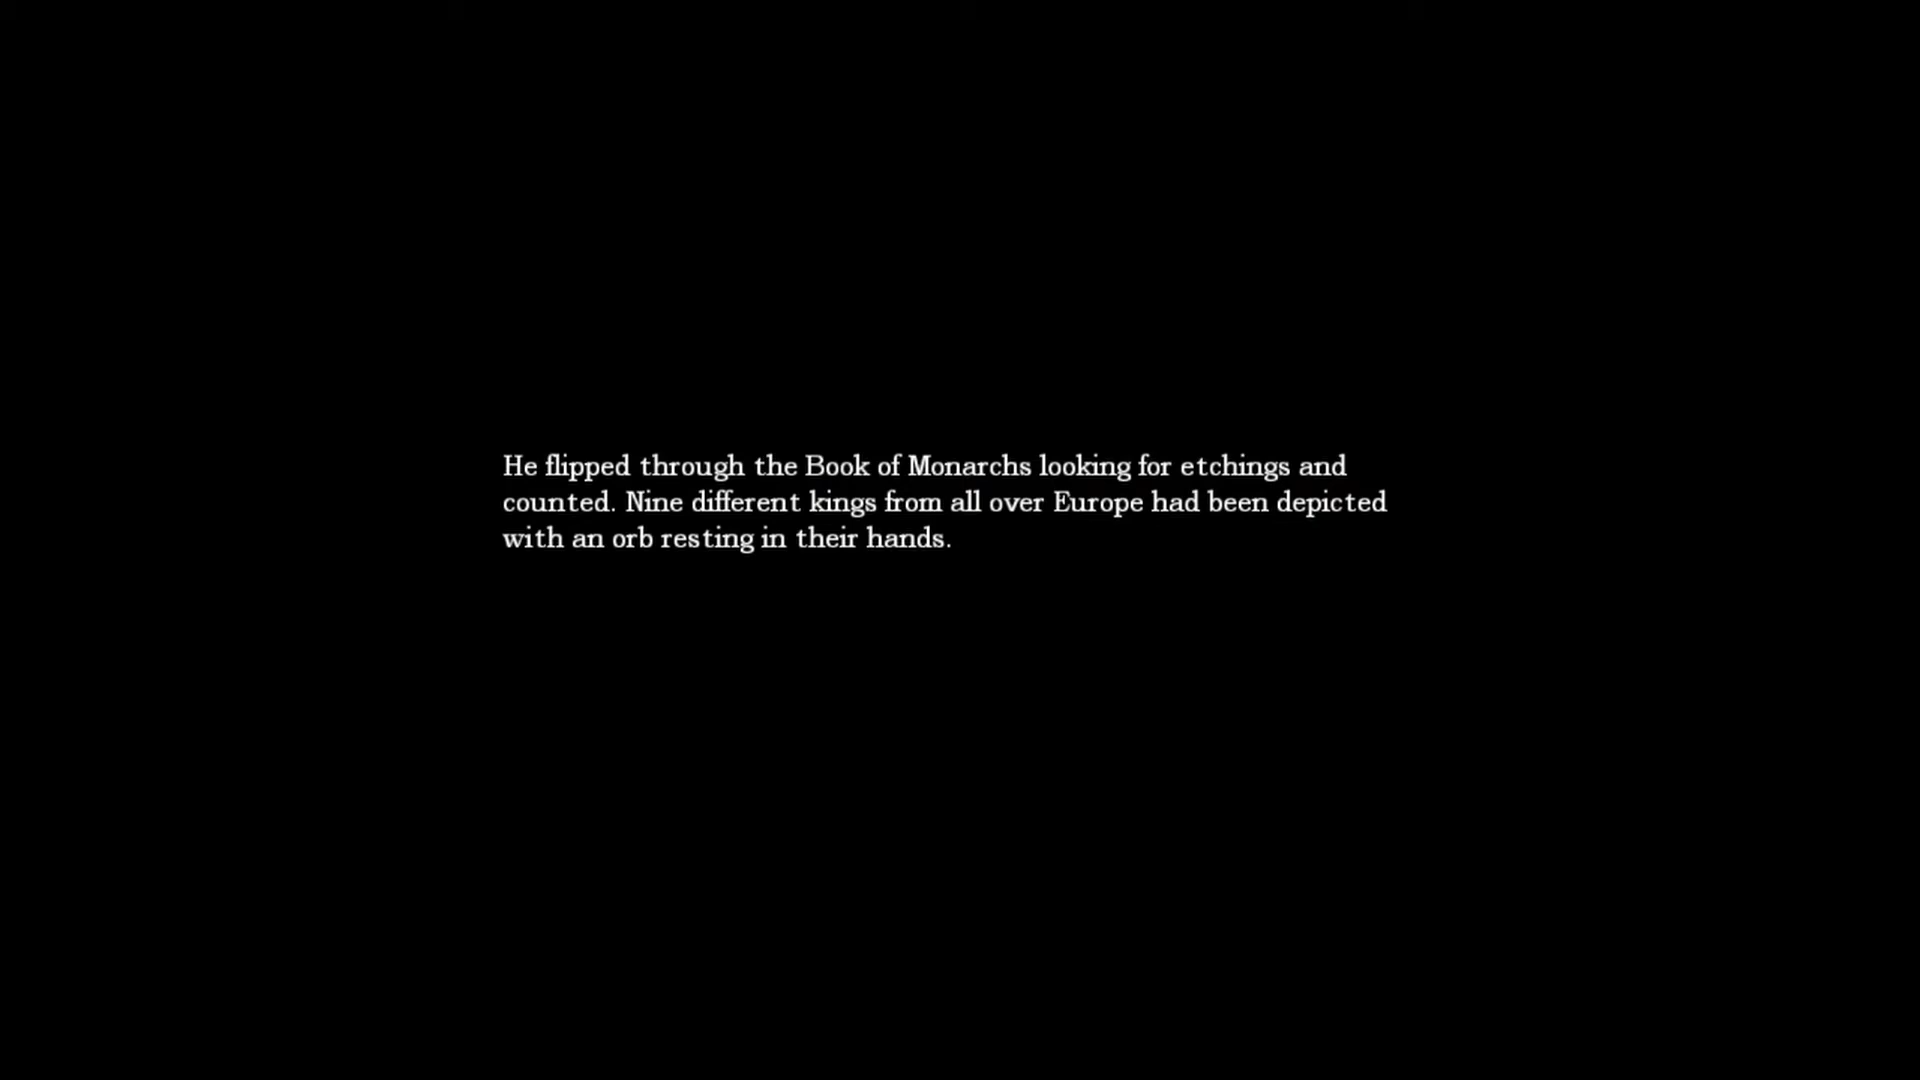 He flipped through the Book of Monarchs looking for etchings and
counted. Nine different kings from all over Europe had been depicted
with an orb resting in their hands.